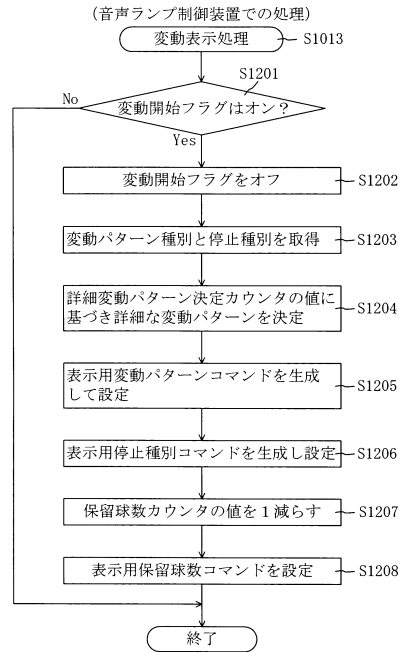 (音声ランプ制御装置での処理)
変動表示処理
S1013
S1201
変動開始フラグはオン？
No
Yes
変動開始フラグをオフ
S1202
変動パターン種別と停止種別を取得
S1203
詳細変動パターン決定カウンタの値に
基づき詳細な変動パターンを決定
S1204
表示用変動パターンコマンドを生成
して設定
S1205
表示用停止種別コマンドを生成し設定
S1206
保留球数カウンタの値を１減らす
S1207
表示用保留球数コマンドを設定
S1208
終了